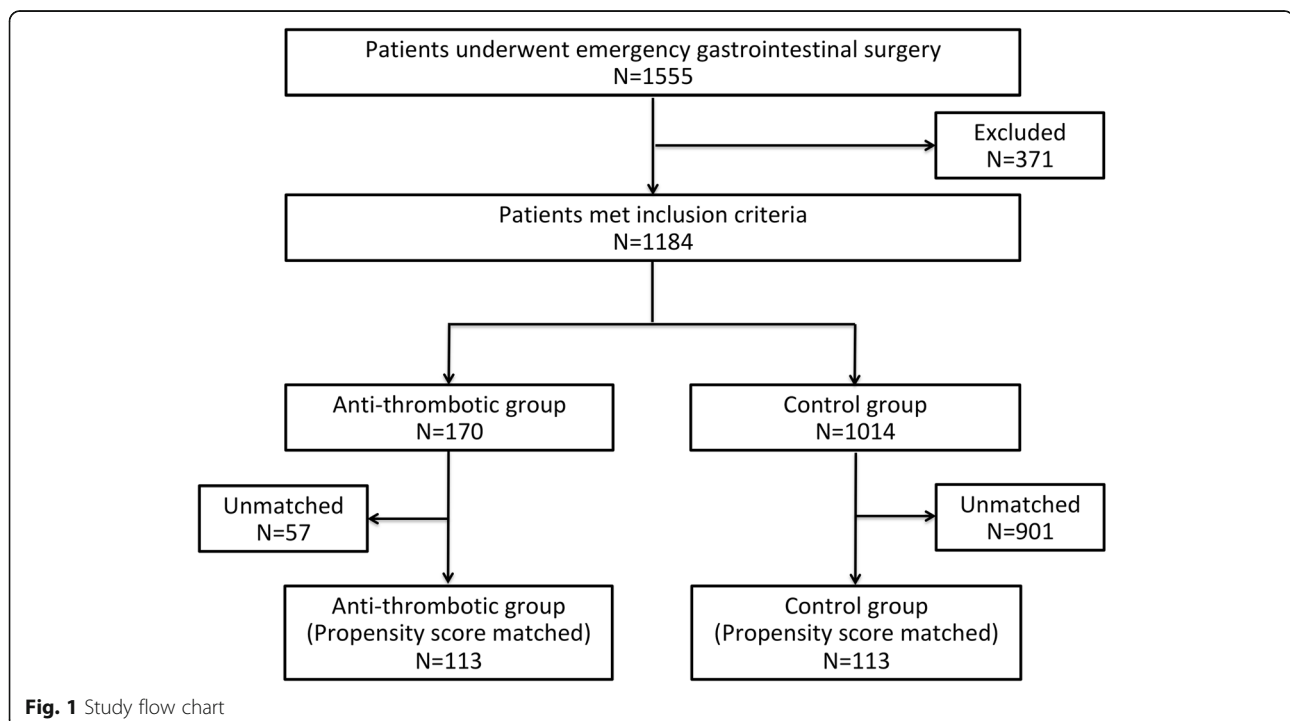 Patients underwent emergency gastrointestinal surgery
N=1555
Excluded
N=371
Patients met inclusion criteria
N=1184
Anti-thrombotic group
N=170
Control group
N=1014
Unmatched
N=57
Unmatched
N=901
Anti-thrombotic group
(Propensity score matched)
N=113
Control group
(Propensity score matched)
N=113
Fig. 1 Study flow chart